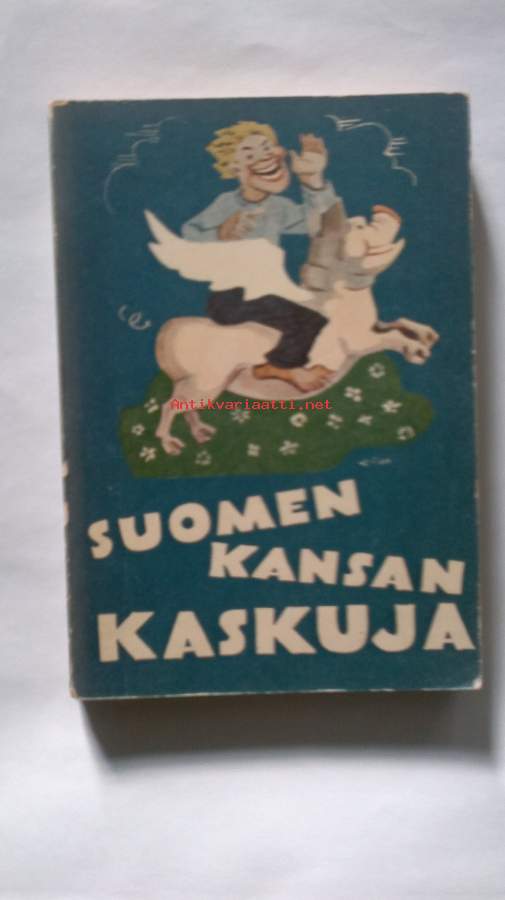 Antikvariaatti.net
SUOMEN
KANSAN
KASKUJA